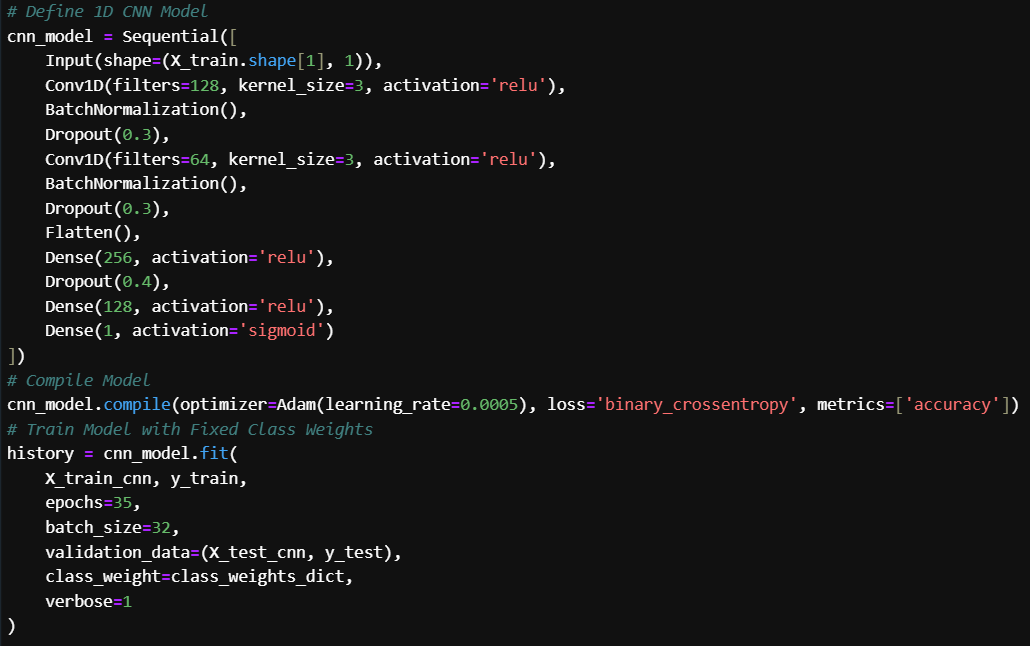 # Define 1D CNN Model
cnn_model = Sequential([
    Input(shape=(X_train.shape[1], 1)),
    Conv1D(filters=128, kernel_size=3, activation='relu'),
    BatchNormalization(),
    Dropout(0.3),
    Conv1D(filters=64, kernel_size=3, activation='relu'),
    BatchNormalization(),
    Dropout(0.3),
    Flatten(),
    Dense(256, activation='relu'),
    Dropout(0.4),
    Dense(128, activation='relu'),
    Dense(1, activation='sigmoid')
])
# Compile Model
cnn_model.compile(optimizer=Adam(learning_rate=0.0005), loss='binary_crossentropy', metrics=['accuracy'])
# Train Model with Fixed Class Weights
history = cnn_model.fit(
    X_train_cnn, y_train,
    epochs=35,
    batch_size=32,
    validation_data=(X_test_cnn, y_test),
    class_weight=class_weights_dict,
    verbose=1
)